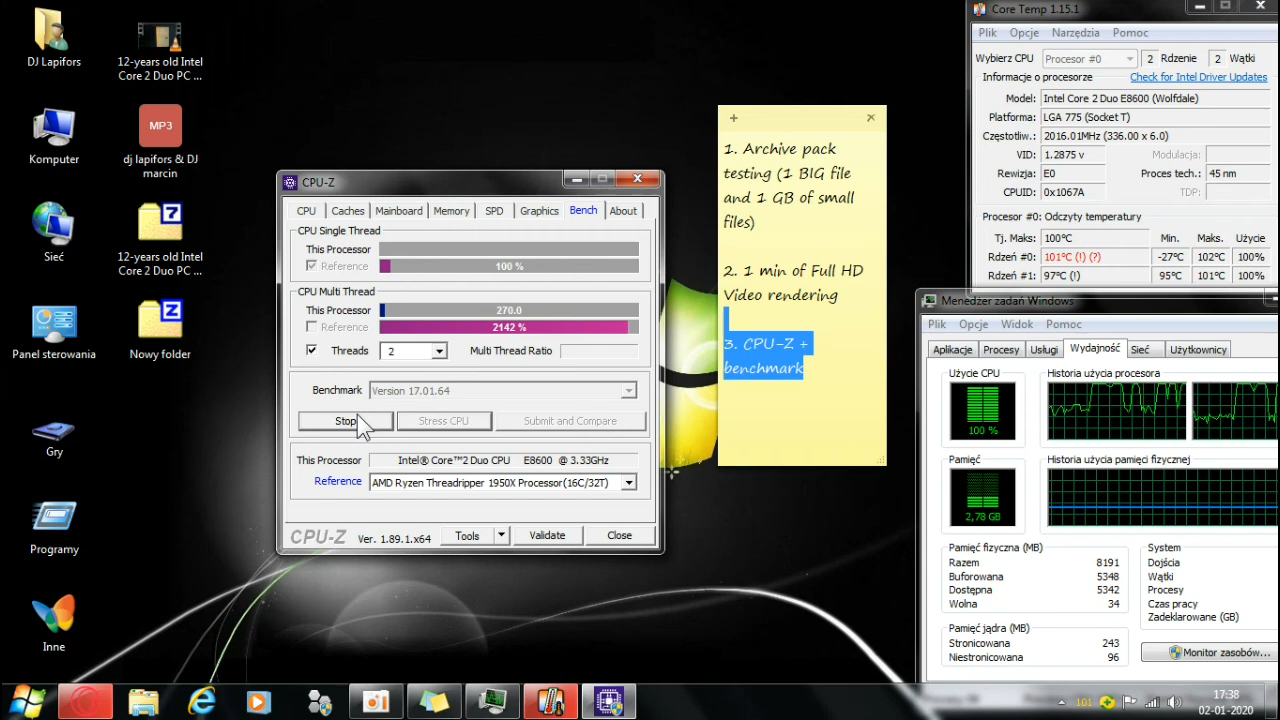 DJ Lapifors
12-years old Intel
Core 2 Duo PC ...
Komputer
MP3
dj lapifors & DJ
marcin
Sieć
7
12-years old Intel
Core 2 Duo PC ...
Panel sterowania
Z
Nowy folder
Gry
Programy
Inne
CPU-Z
CPU
Caches
Mainboard
Memory
SPD
Graphics
Bench
About
CPU Single Thread
This Processor
Reference
100 %
CPU Multi Thread
This Processor
270.0
Reference
2142 %
Threads
2
Multi Thread Ratio
Benchmark
Version 17.01.64
Stop
Stress CPU
Submit and Compare
This Processor
Intel® Core™2 Duo CPU E8600 @ 3.33GHz
Reference
AMD Ryzen Threadripper 1950X Processor(16C/32T)
CPU-Z
Ver. 1.89.1.x64
Tools
Validate
Close
1. Archive pack
testing (1 BIG file
and 1 GB of small
files)
2. 1 min of Full HD
Video rendering
3. CPU-Z +
benchmark
Core Temp 1.15.1
Plik
Opcje
Narzędzia
Pomoc
Wybierz CPU
Procesor #0
2
Rdzenie
2
Wątki
Informacje o procesorze
Check for Intel Driver Updates
Model:
Intel Core 2 Duo E8600 (Wolfdale)
Platforma:
LGA 775 (Socket T)
Częstotliw.:
2016.01MHz (336.00 x 6.0)
VID:
1.2875 v
Modulacja:
Rewizja:
E0
Proces tech.:
45 nm
CPUID:
0x1067A
TDP:
Procesor #0: Odczyty temperatury
Tj. Maks:
100°C
Min.
Maks.
Użycie
Rdzeń #0:
101°C (!) (?)
-27°C
102°C
100%
Rdzeń #1:
97°C (!)
95°C
101°C
100%
Menedżer zadań Windows
Plik
Opcje
Widok
Pomoc
Aplikacje
Procesy
Usługi
Wydajność
Sieć
Użytkownicy
Użycie CPU
Historia użycia procesora
100 %
Pamięć
Historia użycia pamięci fizycznej
2,78 GB
Pamięć fizyczna (MB)
Razem 8191
Buforowana 5348
Dostępna 5342
Wolna 34
System
Dojścia
Wątki
Procesy
Czas pracy
Zadeklarowane (GB)
Pamięć jądra (MB)
Stronicowana 243
Niestronicowana 96
Monitor zasobów...
101
17:38
02-01-2020